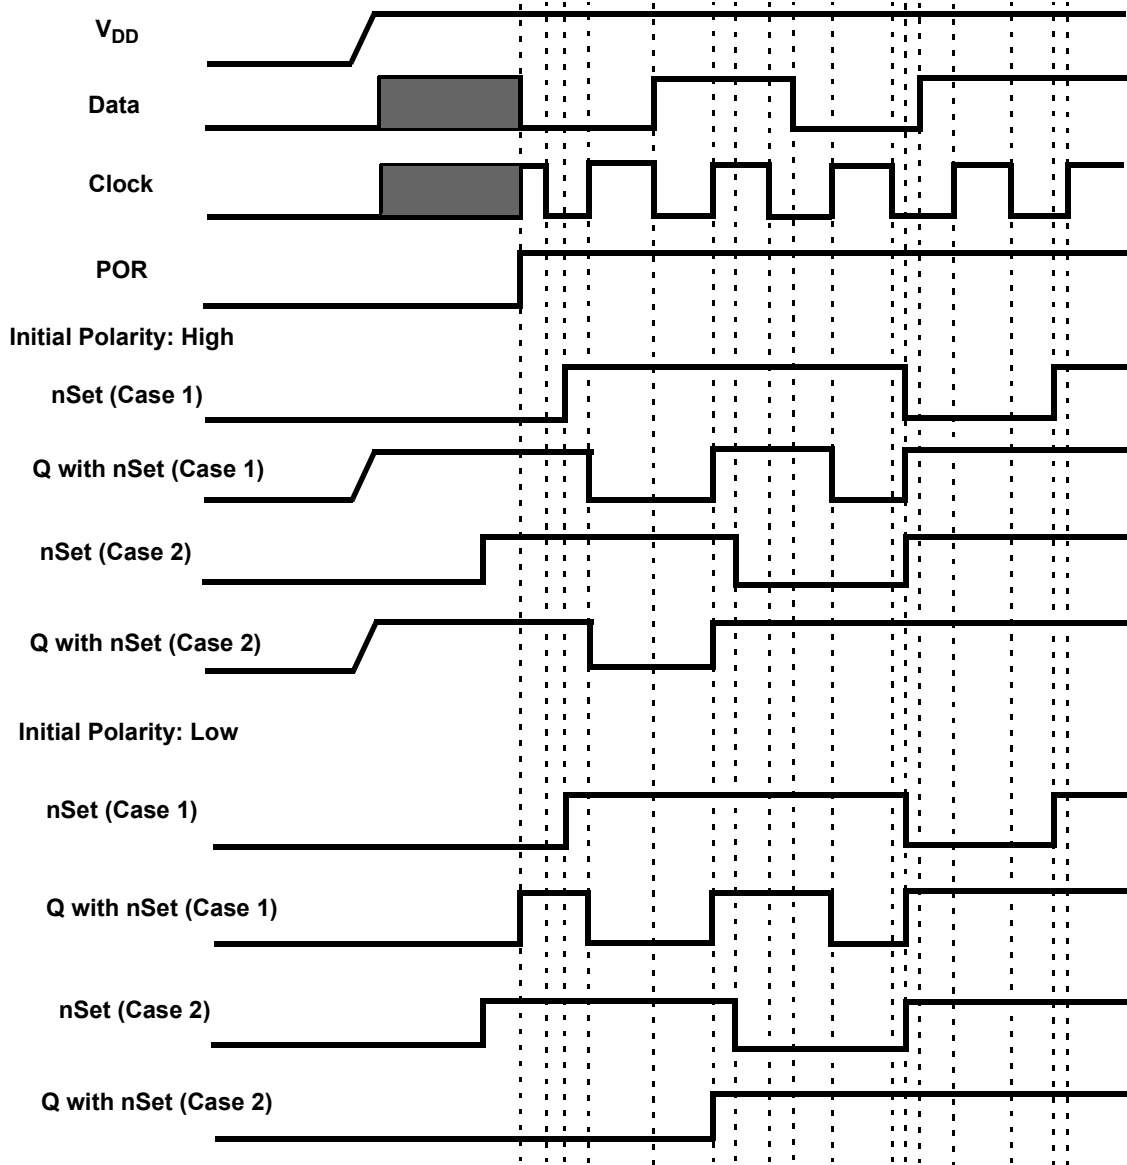 VDD
Data
Clock
POR
Initial Polarity: High
nSet (Case 1)
Q with nSet (Case 1)
nSet (Case 2)
Q with nSet (Case 2)
Initial Polarity: Low
nSet (Case 1)
Q with nSet (Case 1)
nSet (Case 2)
Q with nSet (Case 2)